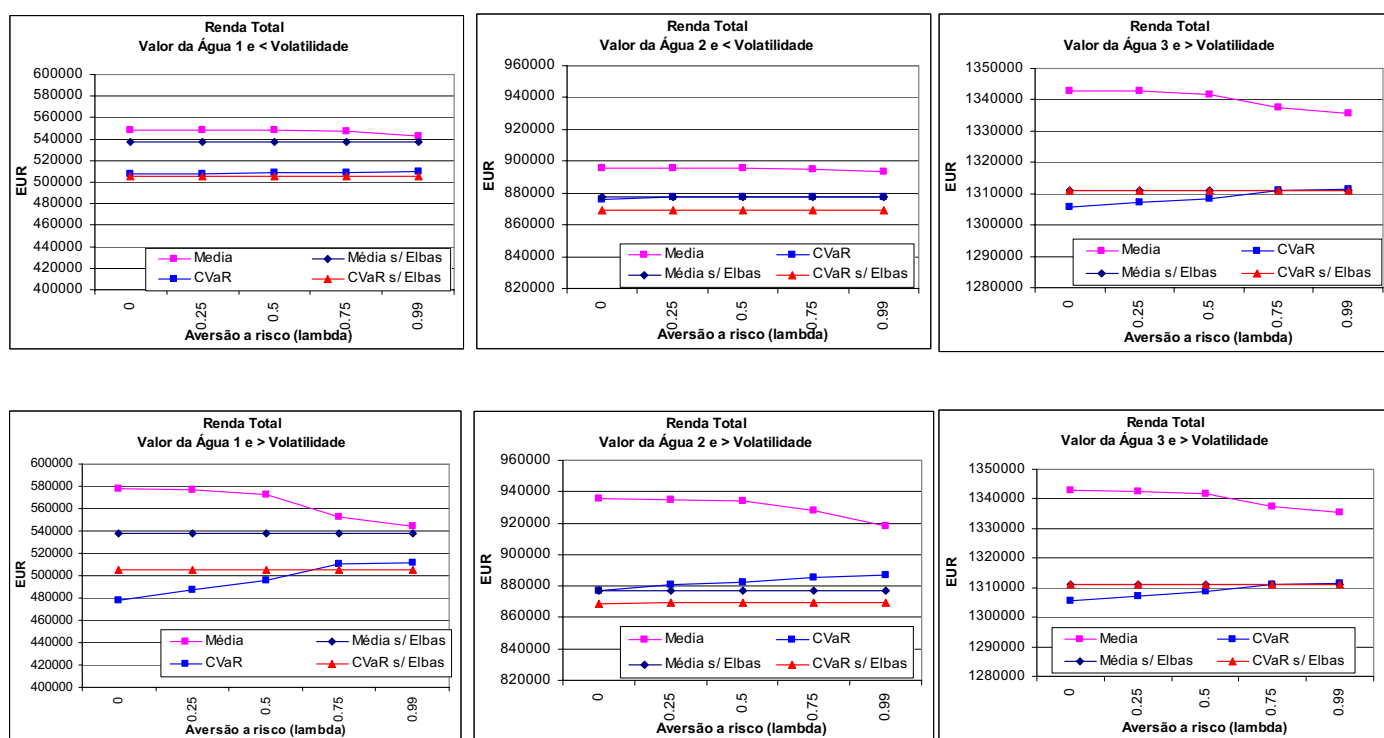 Renda Total
Valor da Água 1 e < Volatilidade
600000
580000
560000
540000
520000
500000
480000
460000
440000
420000
400000
EUR
Media
Média s/ Elbas
CVaR
CVaR s/ Elbas
0
0.25
0.5
0.75
0.99
Aversão a risco (lambda)
Renda Total
Valor da Água 2 e < Volatilidade
960000
940000
920000
900000
880000
860000
840000
820000
EUR
Media
CVaR
Média s/ Elbas
CVaR s/ Elbas
0
0.25
0.5
0.75
0.99
Aversão a risco (lambda)
Renda Total
Valor da Água 3 e > Volatilidade
1350000
1340000
1330000
1320000
1310000
1300000
1290000
1280000
EUR
Media
CVaR
Média s/ Elbas
CVaR s/ Elbas
0
0.25
0.5
0.75
0.99
Aversão a risco (lambda)
Renda Total
Valor da Água 1 e > Volatilidade
600000
580000
560000
540000
520000
500000
480000
460000
440000
420000
400000
EUR
Média
Média s/ Elbas
CVaR
CVaR s/ Elbas
0
0.25
0.5
0.75
0.99
Aversão a risco (lambda)
Renda Total
Valor da Água 2 e > Volatilidade
960000
940000
920000
900000
880000
860000
840000
820000
EUR
Media
CVaR
Média s/ Elbas
CVaR s/ Elbas
0
0.25
0.5
0.75
0.99
Aversão a risco (lambda)
Renda Total
Valor da Água 3 e > Volatilidade
1350000
1340000
1330000
1320000
1310000
1300000
1290000
1280000
EUR
Media
CVaR
Média s/ Elbas
CVaR s/ Elbas
0
0.25
0.5
0.75
0.99
Aversão a risco (lambda)